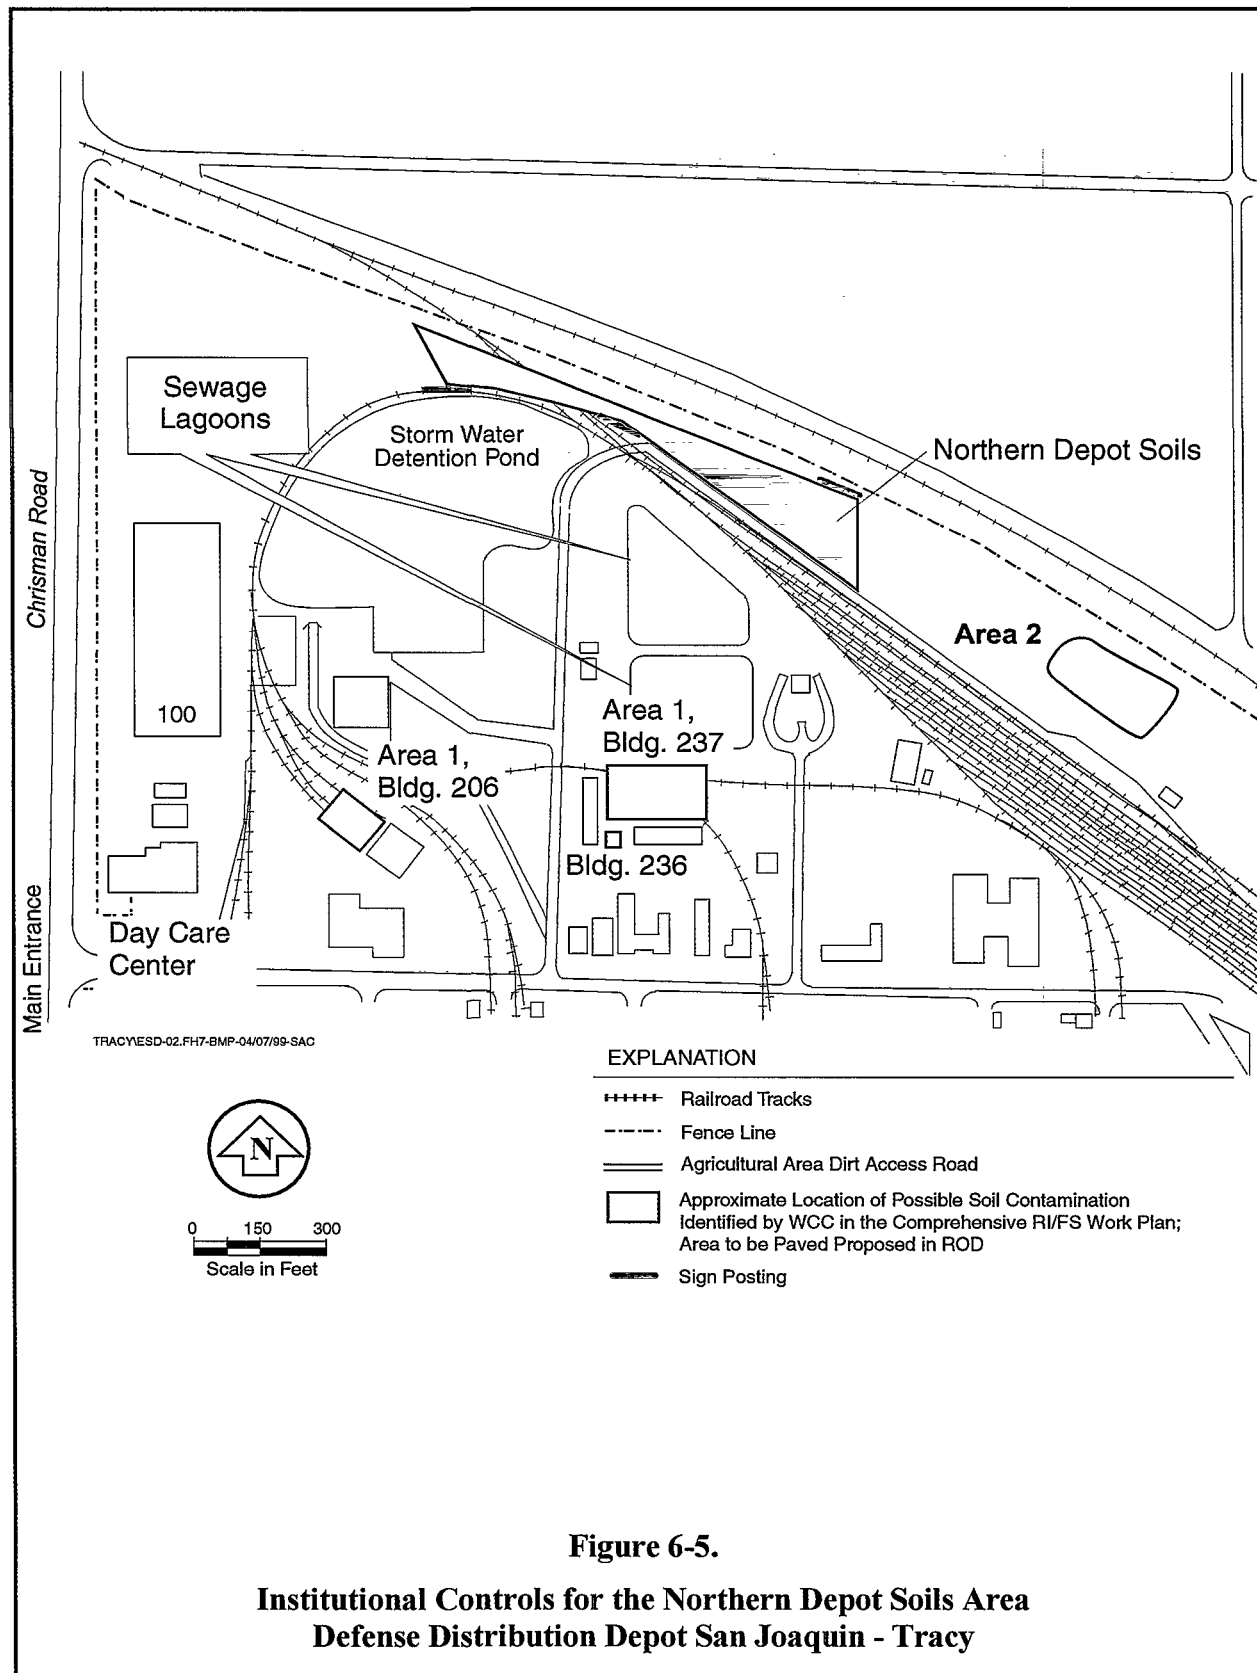 Sewage
Lagoons
Storm Water
Detention Pond
Northern Depot Soils
Chrisman Road
Area 2
100
Area 1,
Bldg. 237
Area 1,
Bldg. 206
Bldg. 236
Main Entrance
Day Care
Center
TRACY\ESD-02.FH7-BMP-04/07/99-SAC
EXPLANATION
Railroad Tracks
Fence Line
Agricultural Area Dirt Access Road
Approximate Location of Possible Soil Contamination
Identified by WCC in the Comprehensive RI/FS Work Plan;
Area to be Paved Proposed in ROD
Sign Posting
N
0 150 300
Scale in Feet
Figure 6-5.
Institutional Controls for the Northern Depot Soils Area
Defense Distribution Depot San Joaquin - Tracy